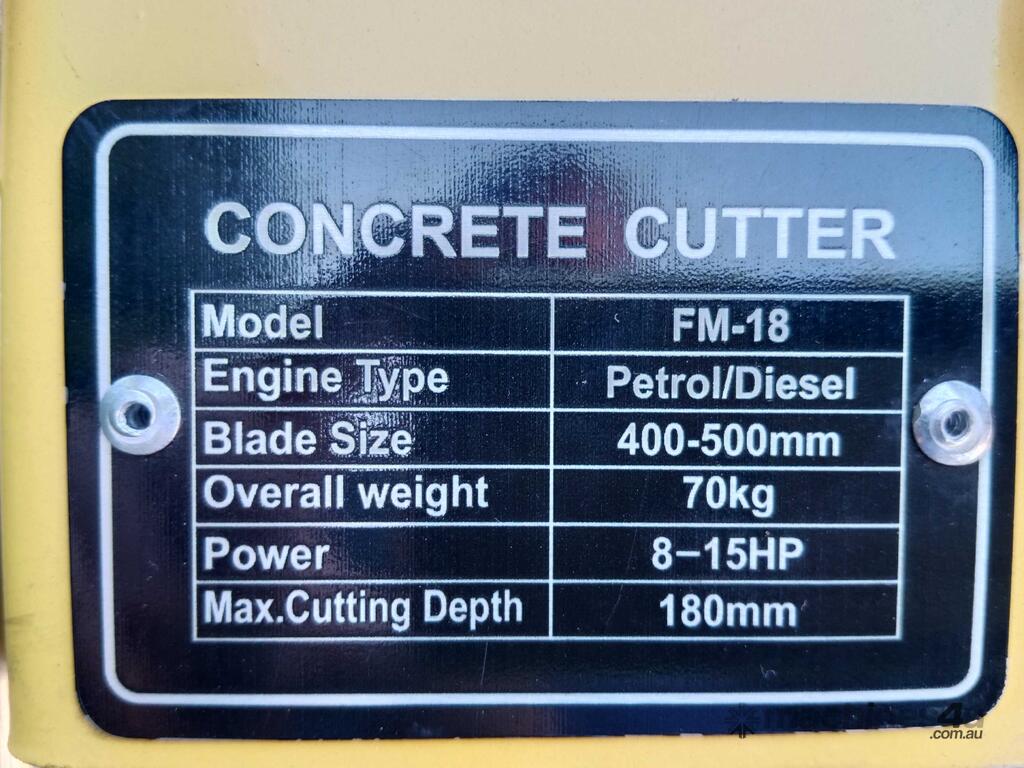 CONCRETE CUTTER
Model FM-18
Engine Type Petrol/Diesel
Blade Size 400-500mm
Overall weight 70kg
Power 8–15HP
Max.Cutting Depth 180mm
.com.au